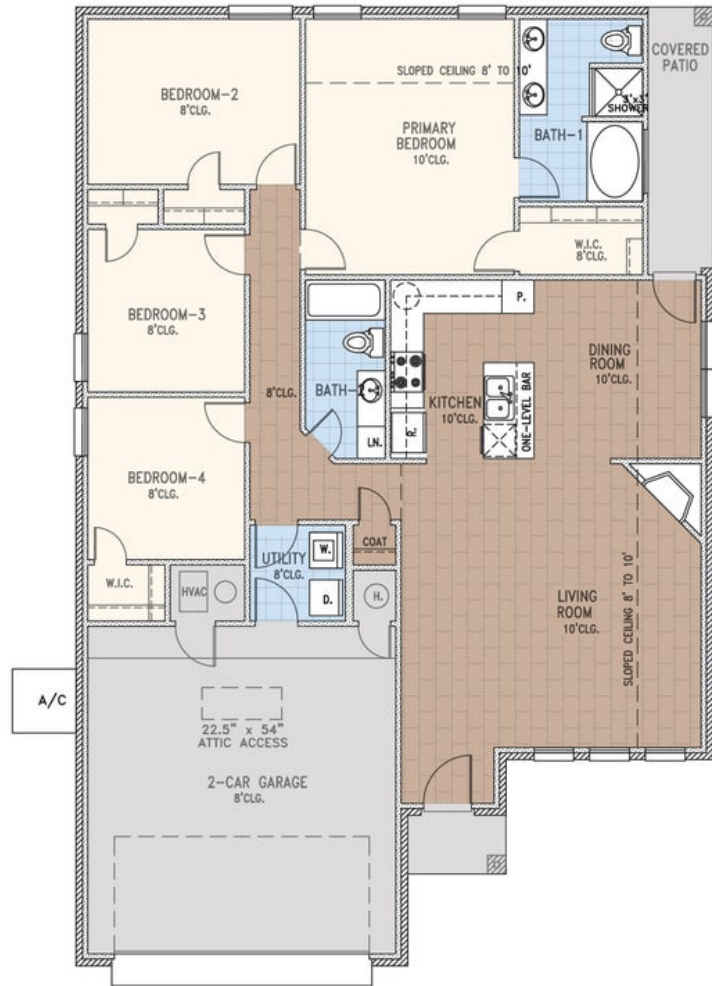 COVERED
PATIO
SLOPED CEILING 8' TO 10'
BEDROOM-2
8'CLG.
3'x3'
SHOWER
PRIMARY
BEDROOM
10'CLG.
BATH-1
W.I.C.
8'CLG.
P.
BEDROOM-3
8'CLG.
DINING
ROOM
10'CLG.
8'CLG.
BATH-
KITCHEN
10'CLG.
ONE-LEVEL BAR
R.
LN.
BEDROOM-4
8'CLG.
COAT
UTILITY
8'CLG.
W.
D.
W.I.C.
HVAC
H.
LIVING
ROOM
10'CLG.
SLOPED CEILING 8' TO 10'
A/C
22.5" x 54"
ATTIC ACCESS
2-CAR GARAGE
8'CLG.